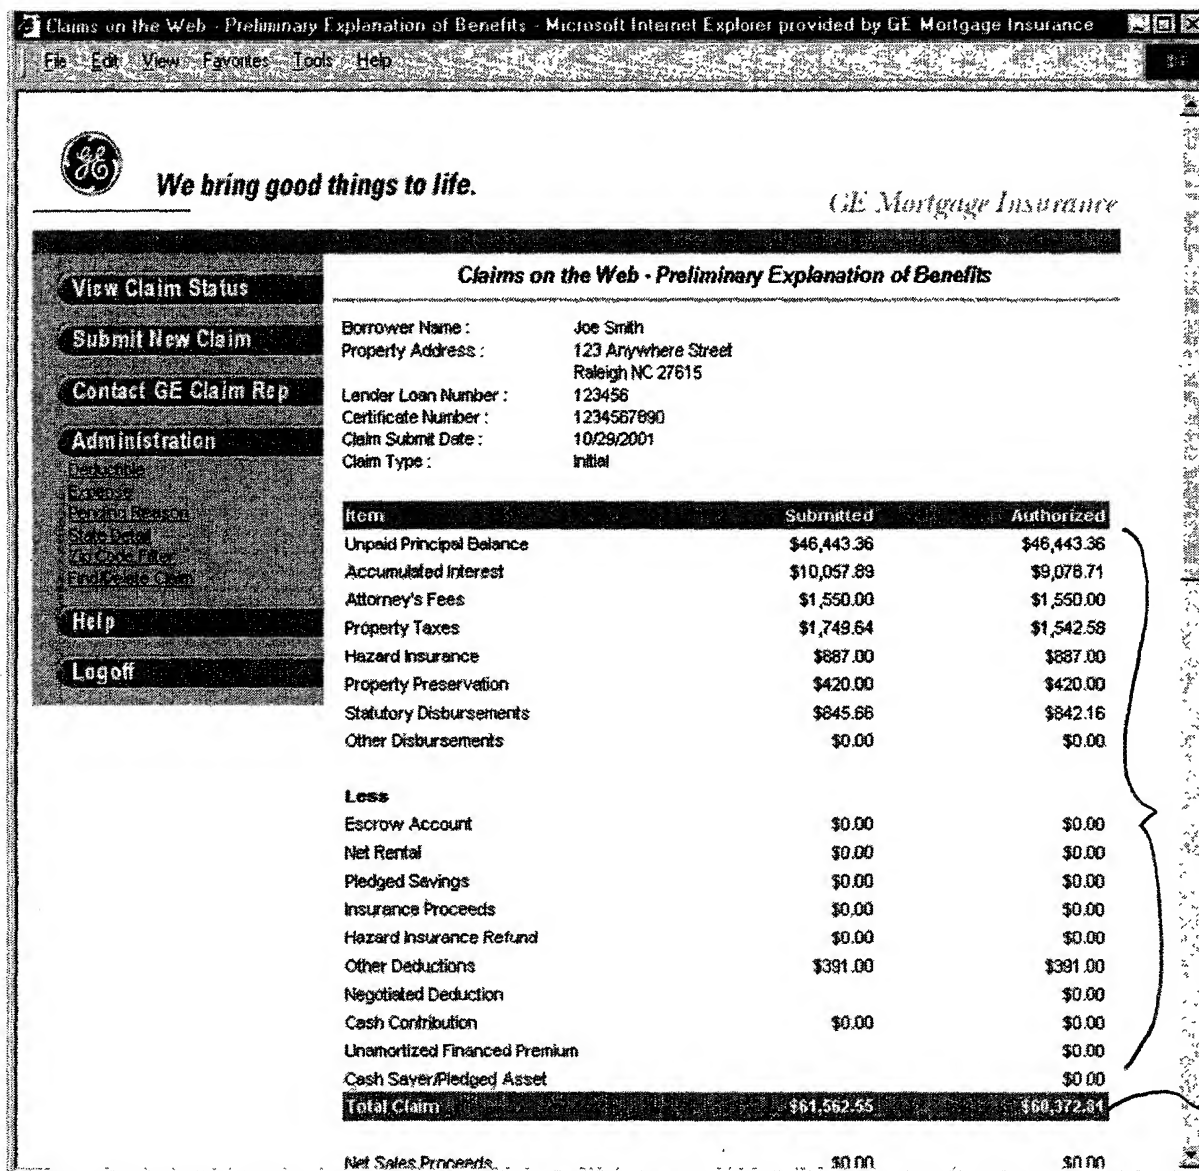 Claims on the Web - Preliminary Explanation of Benefits - Microsoft Internet Explorer provided by GE Mortgage Insurance
File Edit View Favorites Tools Help
GE
We bring good things to life.
GE Mortgage Insurance
View Claim Status
Submit New Claim
Contact GE Claim Rep
Administration
Deductible
Expense
Pending Reason
State Detail
Zip Code Filter
Find/Delete Claim
Help
Logoff
Claims on the Web - Preliminary Explanation of Benefits
Borrower Name : Joe Smith
Property Address : 123 Anywhere Street
Raleigh NC 27615
Lender Loan Number : 123456
Certificate Number : 1234567890
Claim Submit Date : 10/29/2001
Claim Type : Initial
Item Submitted Authorized
Unpaid Principal Balance $46,443.36 $46,443.36
Accumulated Interest $10,057.89 $9,078.71
Attorney's Fees $1,550.00 $1,550.00
Property Taxes $1,749.64 $1,542.58
Hazard Insurance $887.00 $887.00
Property Preservation $420.00 $420.00
Statutory Disbursements $845.66 $842.16
Other Disbursements $0.00 $0.00
Less
Escrow Account $0.00 $0.00
Net Rental $0.00 $0.00
Pledged Savings $0.00 $0.00
Insurance Proceeds $0.00 $0.00
Hazard Insurance Refund $0.00 $0.00
Other Deductions $391.00 $391.00
Negotiated Deduction $0.00
Cash Contribution $0.00 $0.00
Unamortized Financed Premium $0.00
Cash Saver/Pledged Asset $0.00
Total Claim $61,562.55 $60,372.81
Net Sales Proceeds $0.00 $0.00